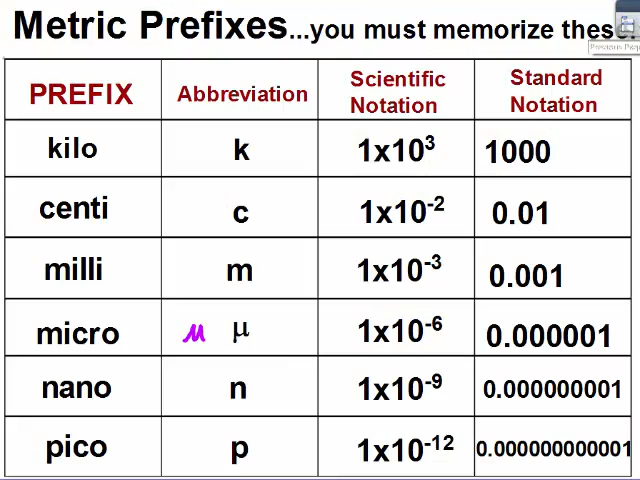 Metric Prefixes...you must memorize these.
PREFIX Abbreviation Scientific Notation Standard Notation
kilo k 1x10³ 1000
centi c 1x10⁻² 0.01
milli m 1x10⁻³ 0.001
micro μ μ 1x10⁻⁶ 0.000001
nano n 1x10⁻⁹ 0.000000001
pico p 1x10⁻¹² 0.000000000001